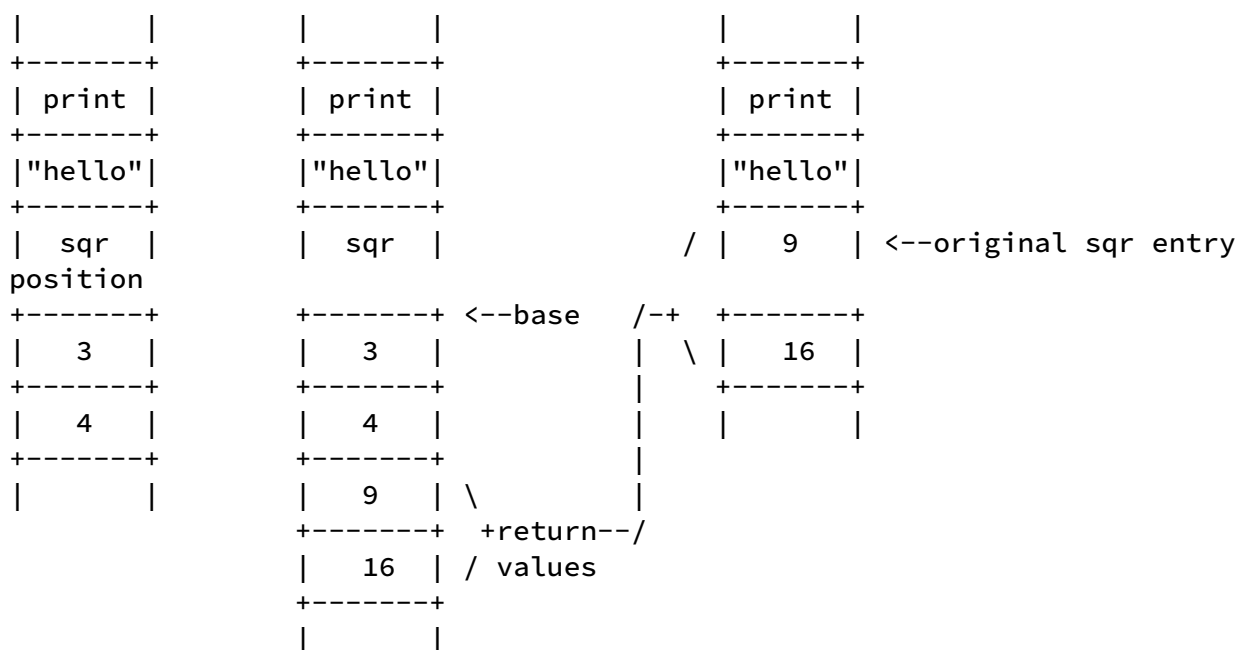 |       |         |       |                 |       |
+-------+         +-------+                 +-------+
| print |         | print |                 | print |
+-------+         +-------+                 +-------+
|"hello"|         |"hello"|                 |"hello"|
+-------+         +-------+                 +-------+
|  sqr  |         |  sqr  |               / |   9   | <--original sqr entry
position
+-------+         +-------+ <--base   /-+  +-------+
|   3   |         |   3   |            |  \ |   16  |
+-------+         +-------+            |    +-------+
|   4   |         |   4   |            |    |       |
+-------+         +-------+            |
|       |         |   9   | \          |
                  +-------+  +return--/
                  |   16  | / values
                  +-------+
                  |       |